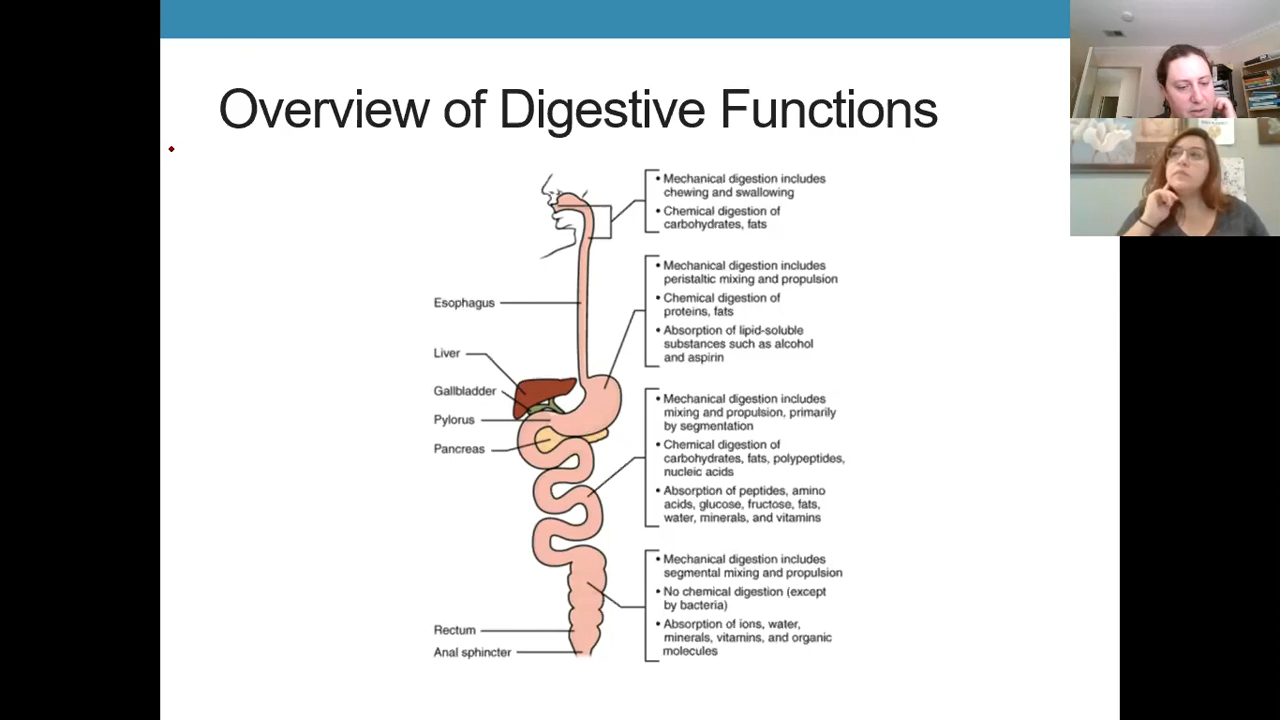 Overview of Digestive Functions
• Mechanical digestion includes
chewing and swallowing
• Chemical digestion of
carbohydrates, fats
• Mechanical digestion includes
peristaltic mixing and propulsion
• Chemical digestion of
proteins, fats
• Absorption of lipid-soluble
substances such as alcohol
and aspirin
• Mechanical digestion includes
mixing and propulsion, primarily
by segmentation
• Chemical digestion of
carbohydrates, fats, polypeptides,
nucleic acids
• Absorption of peptides, amino
acids, glucose, fructose, fats,
water, minerals, and vitamins
• Mechanical digestion includes
segmental mixing and propulsion
• No chemical digestion (except
by bacteria)
• Absorption of ions, water,
minerals, vitamins, and organic
molecules
Esophagus
Liver
Gallbladder
Pylorus
Pancreas
Rectum
Anal sphincter